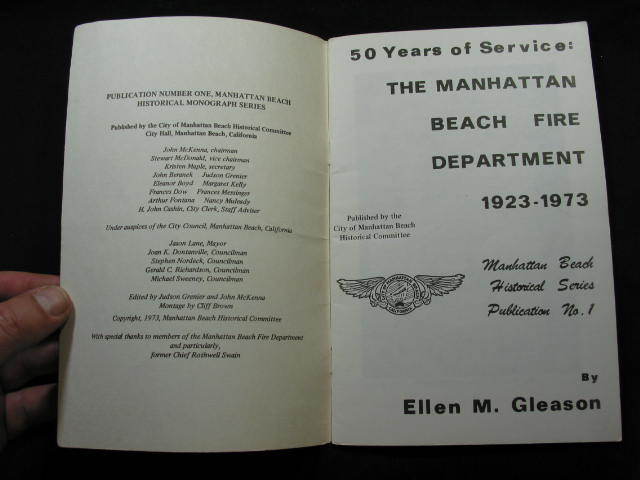 PUBLICATION NUMBER ONE, MANHATTAN BEACH
HISTORICAL MONOGRAPH SERIES
Published by the City of Manhattan Beach Historical Committee
City Hall, Manhattan Beach, California
John McKenna, chairman
Stewart McDonald, vice chairman
Kristen Maple, secretary
John Beranek Judson Grenier
Eleanor Boyd Margaret Kelly
Frances Dow Frances Messinger
Arthur Fontana Nancy Mulrady
H. John Cashin, City Clerk, Staff Adviser
Under auspices of the City Council, Manhattan Beach, California
Jason Lane, Mayor
Joan K. Dontanville, Councilman
Stephen Nordeck, Councilman
Gerald C. Richardson, Councilman
Michael Sweeney, Councilman
Edited by Judson Grenier and John McKenna
Montage by Cliff Brown
Copyright, 1973, Manhattan Beach Historical Committee
With special thanks to members of the Manhattan Beach Fire Department
and particularly,
former Chief Rothwell Swain
50 Years of Service:
THE MANHATTAN
BEACH FIRE
DEPARTMENT
1923-1973
Published by the
City of Manhattan Beach
Historical Committee
CITY OF MANHATTAN BEACH
CALIFORNIA
Manhattan Beach
Historical Series
Publication No. 1
By
Ellen M. Gleason